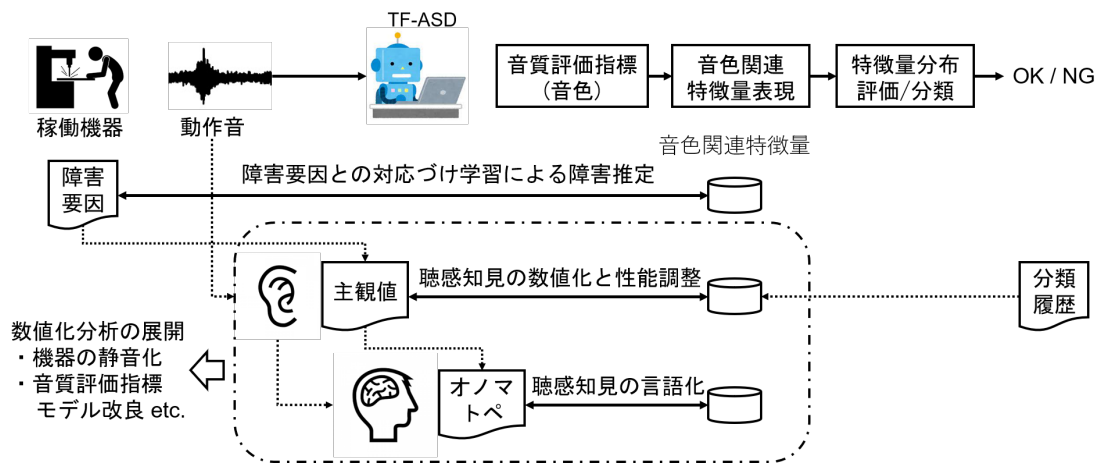 TF-ASD
音質評価指標
(音色)
音色関連
特徴量表現
特徴量分布
評価/分類
OK / NG
稼働機器
動作音
音色関連特徴量
障害
要因
障害要因との対応づけ学習による障害推定
主観値
聴感知見の数値化と性能調整
分類
履歴
数値化分析の展開
・機器の静音化
・音質評価指標
モデル改良 etc.
オノマ
トペ
聴感知見の言語化